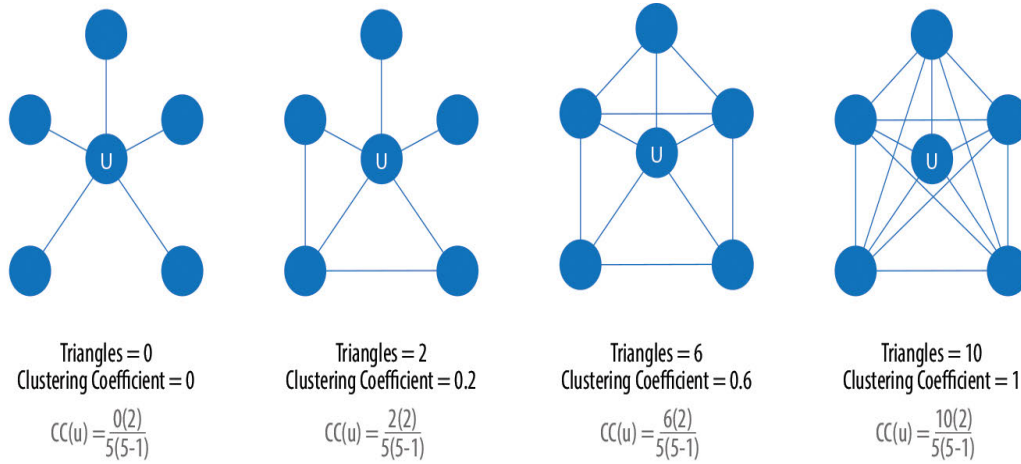 U
U
U
U
Triangles = 0
Clustering Coefficient = 0
CC(u) = 0(2)
5(5-1)
Triangles = 2
Clustering Coefficient = 0.2
CC(u) = 2(2)
5(5-1)
Triangles = 6
Clustering Coefficient = 0.6
CC(u) = 6(2)
5(5-1)
Triangles = 10
Clustering Coefficient = 1
CC(u) = 10(2)
5(5-1)